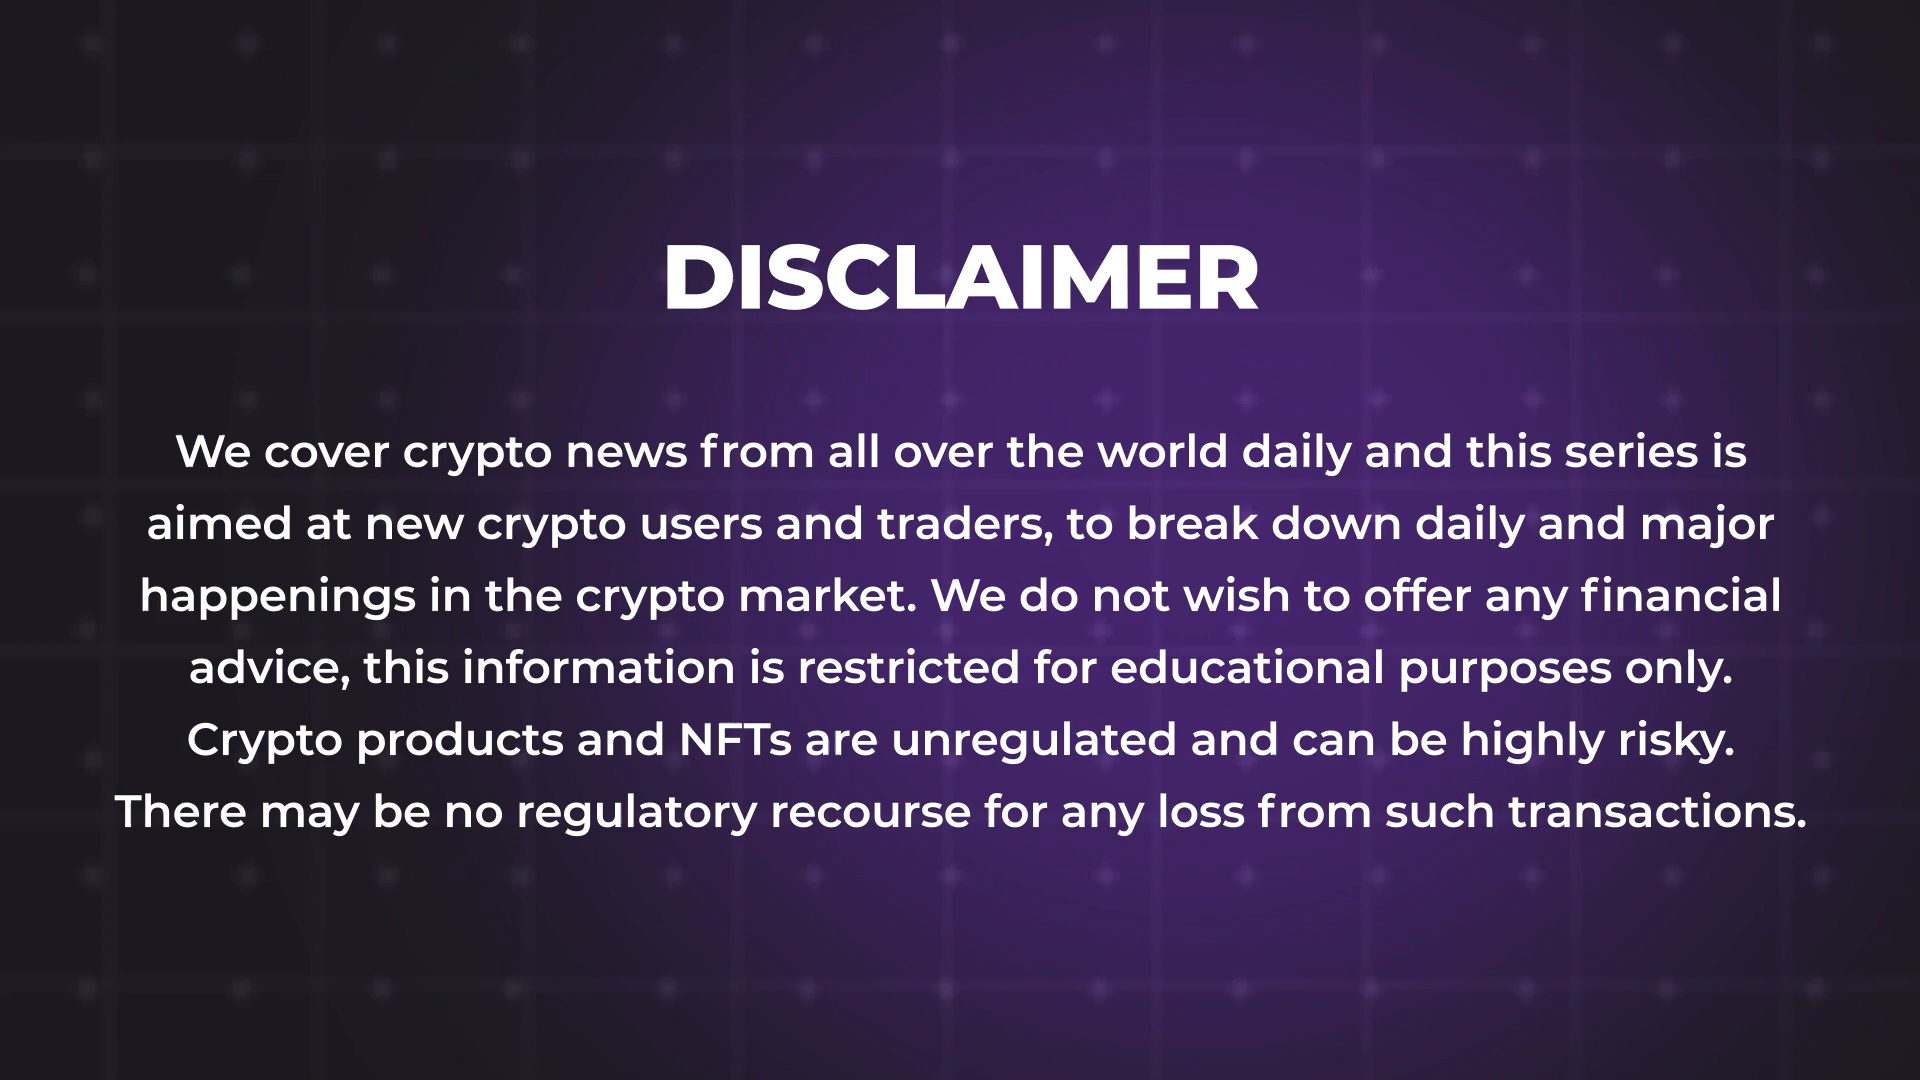 DISCLAIMER
We cover crypto news from all over the world daily and this series is
aimed at new crypto users and traders, to break down daily and major
happenings in the crypto market. We do not wish to offer any financial
advice, this information is restricted for educational purposes only.
Crypto products and NFTs are unregulated and can be highly risky.
There may be no regulatory recourse for any loss from such transactions.